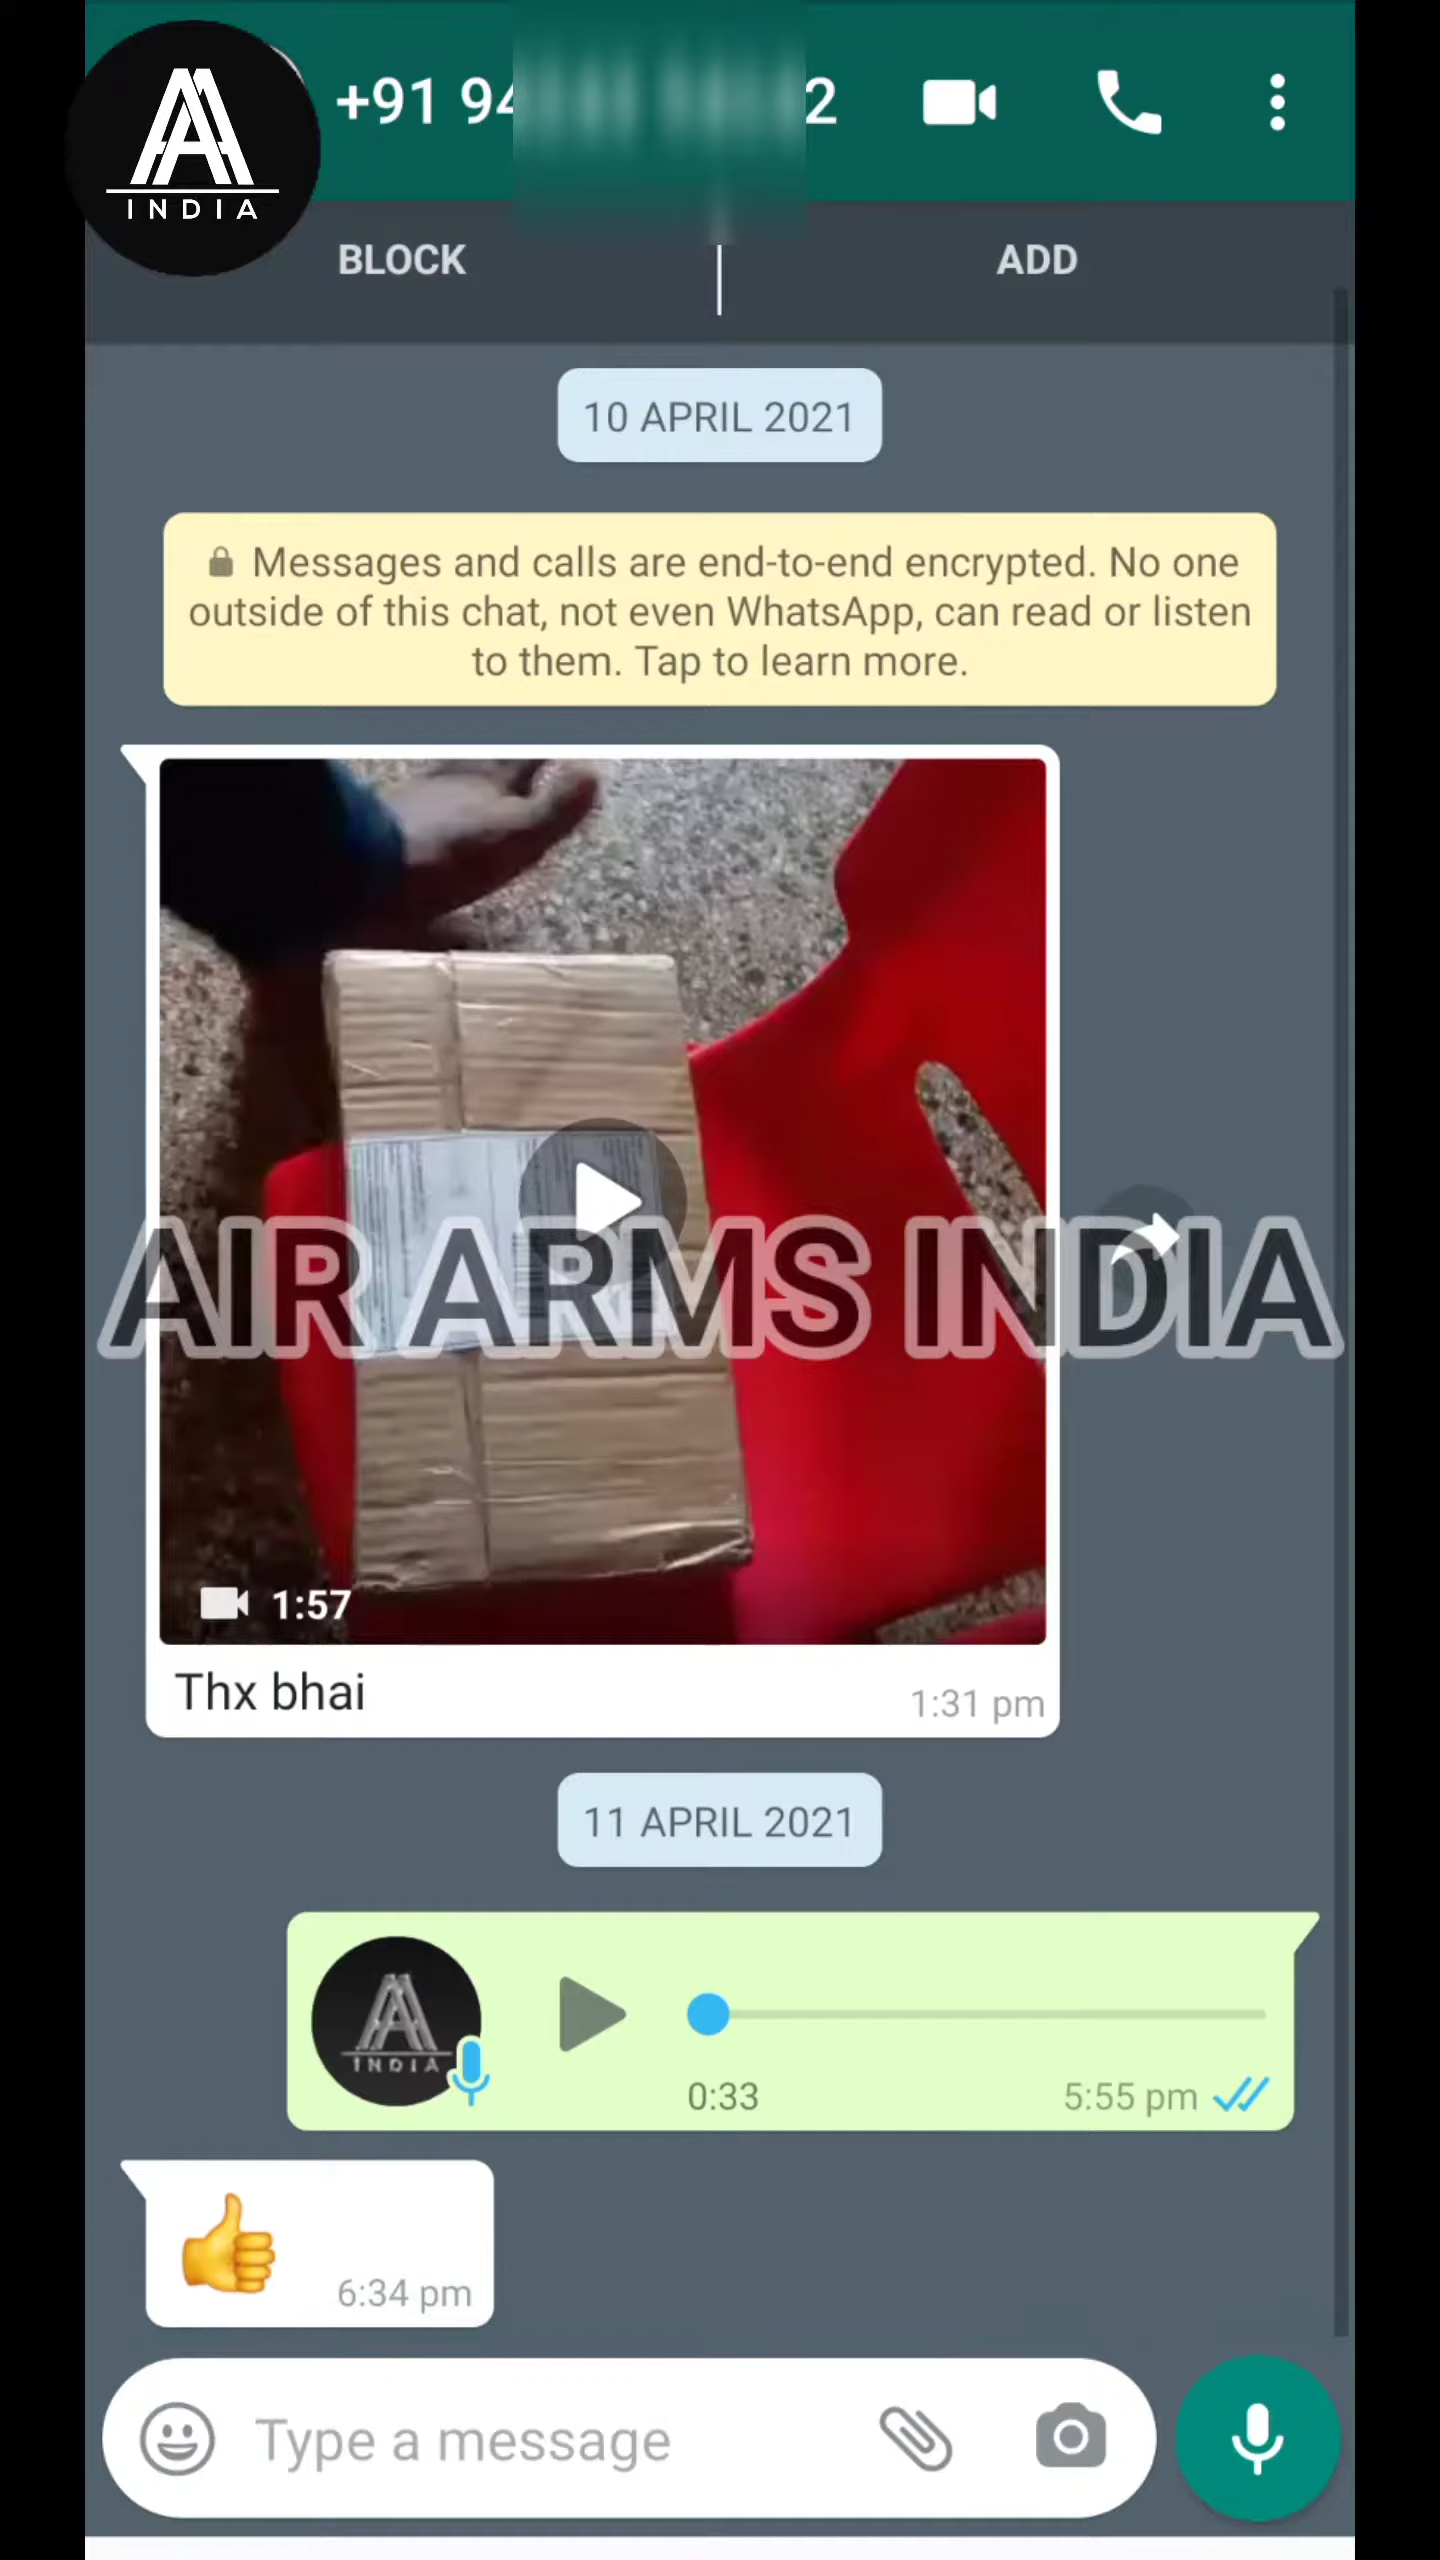 INDIA
+91 94
2
BLOCK
ADD
10 APRIL 2021
Messages and calls are end-to-end encrypted. No one
outside of this chat, not even WhatsApp, can read or listen
to them. Tap to learn more.
AIR ARMS INDIA
1:57
Thx bhai
1:31 pm
11 APRIL 2021
INDIA
0:33
5:55 pm
6:34 pm
Type a message